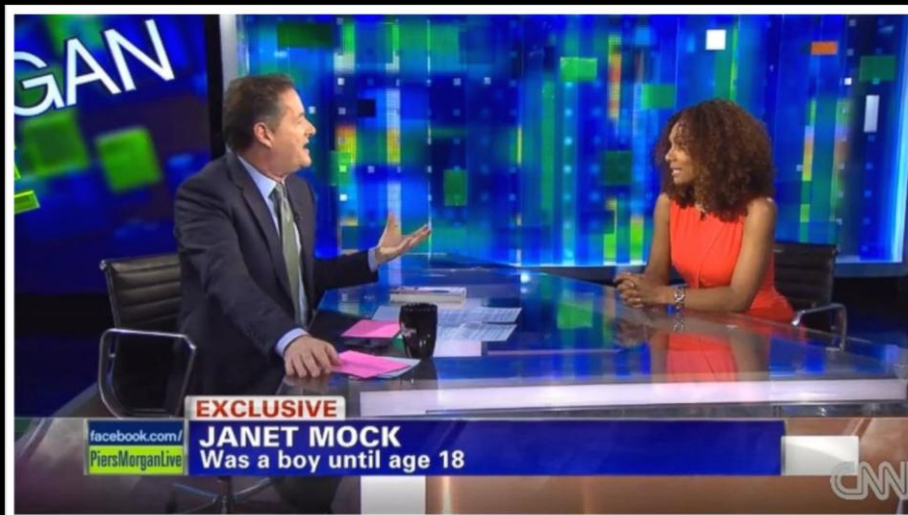 GAN
EXCLUSIVE
facebook.com/
PiersMorganLive
JANET MOCK
Was a boy until age 18
CNN